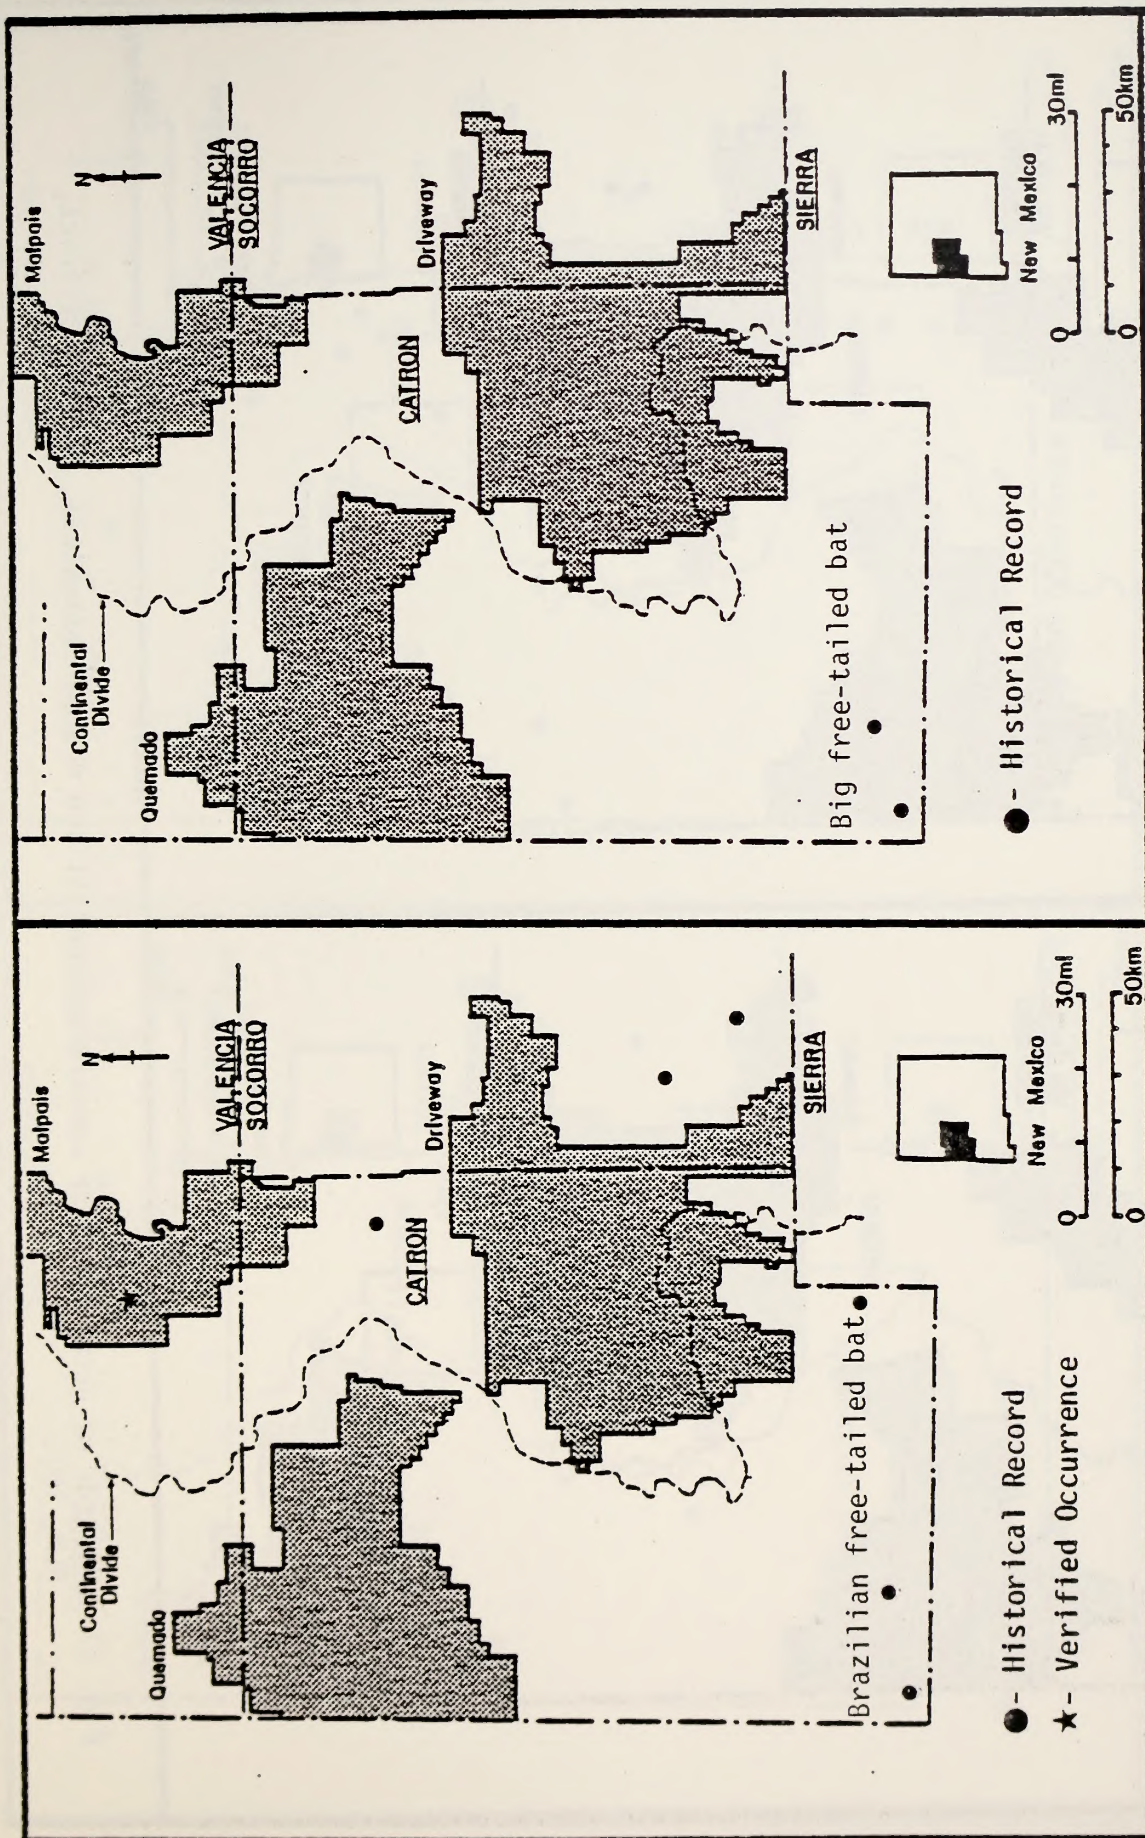 Malpais
N
Continental
Divide
VALENCIA
SOCORRO
Quemado
CATRON
Driveway
Brazilian free-tailed bat
SIERRA
● - Historical Record
★ - Verified Occurrence
New Mexico
0 30mi
0 50km
Malpais
N
Continental
Divide
VALENCIA
SOCORRO
Quemado
CATRON
Driveway
Big free-tailed bat
SIERRA
● - Historical Record
New Mexico
0 30mi
0 50km